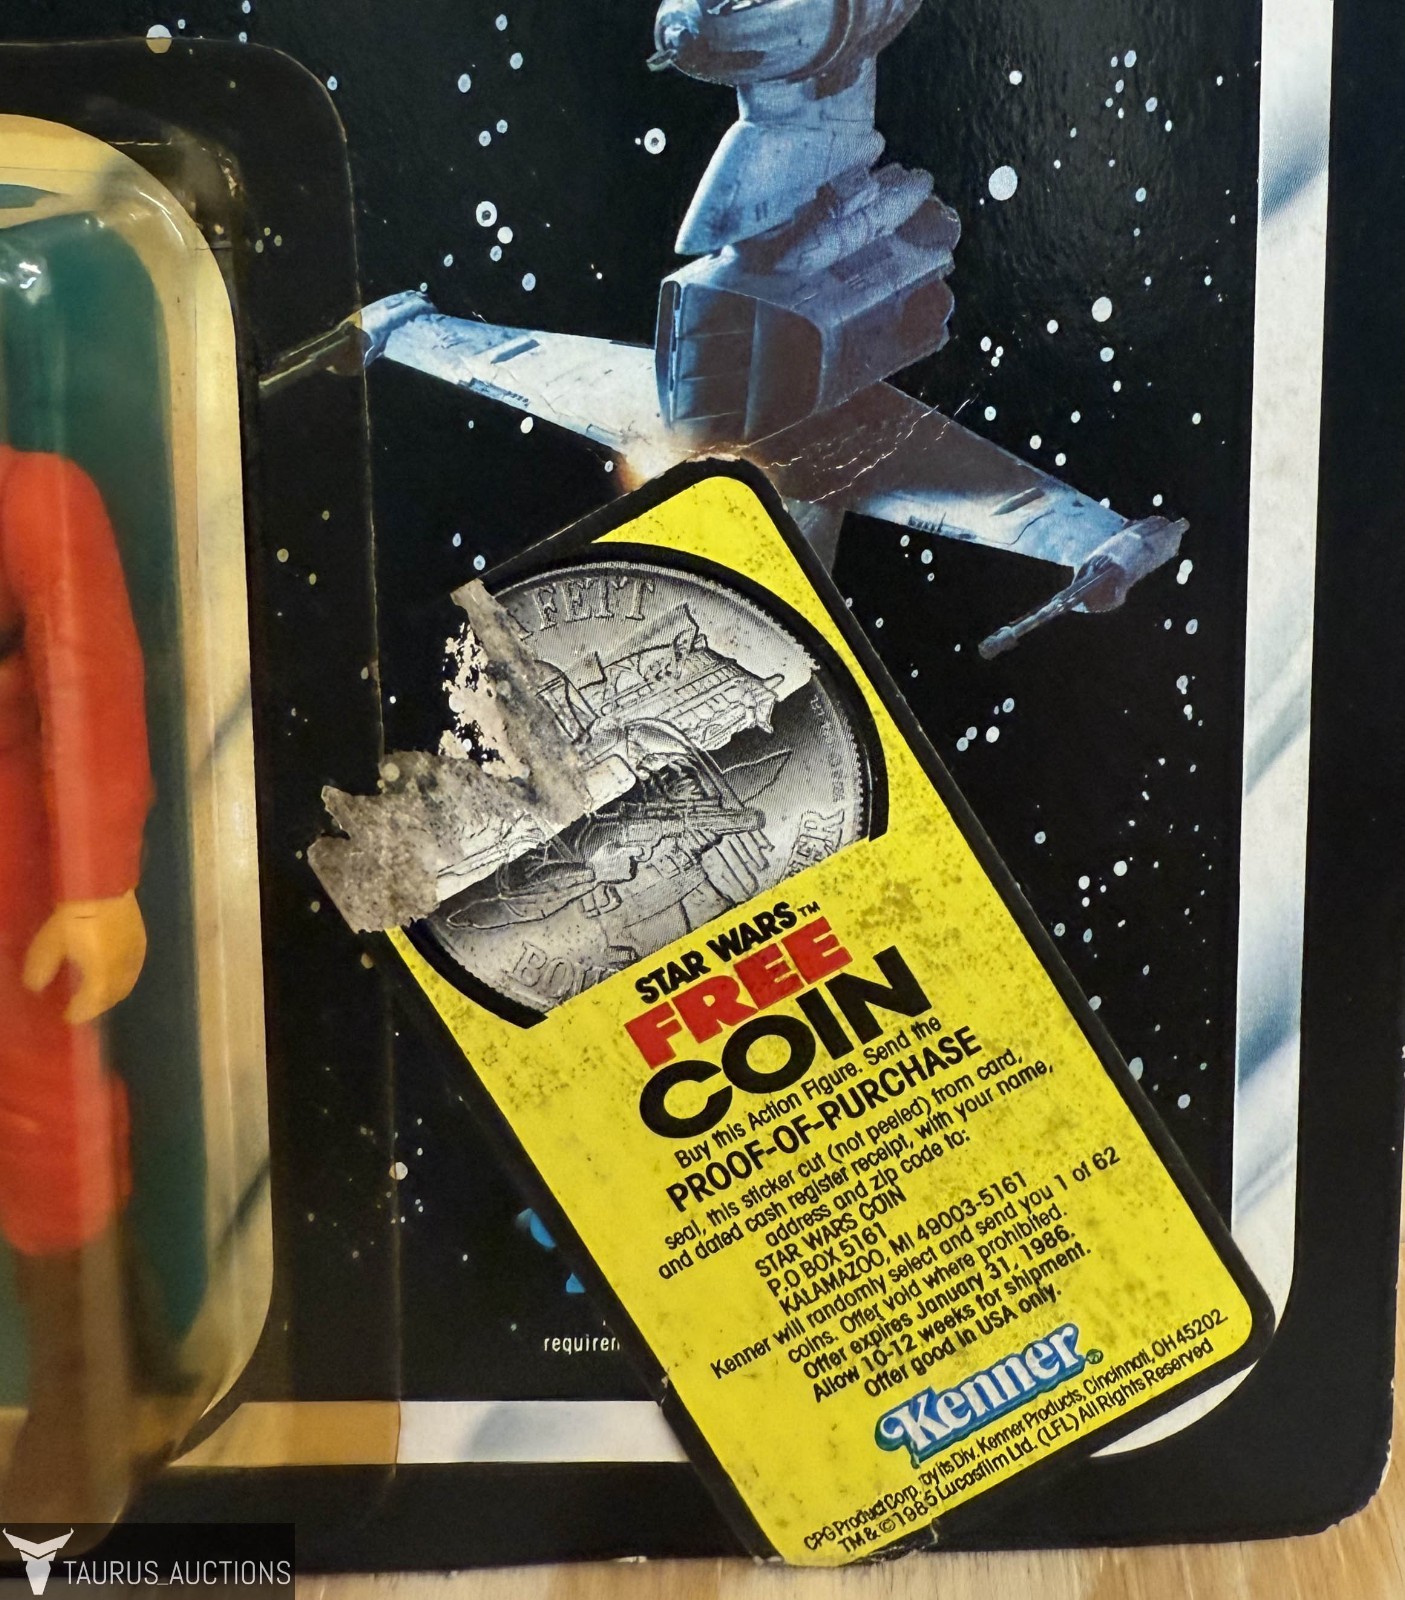 FETT
BOU
STAR WARS™
FREE
COIN
Buy this Action Figure. Send the
PROOF-OF-PURCHASE
seal, this sticker cut (not peeled) from card,
and dated cash register receipt, with your name,
address and zip code to:
STAR WARS COIN
P.O BOX 5161
KALAMAZOO, MI 49003-5161
Kenner will randomly select and send you 1 of 62
coins. Offer void where prohibited.
Offer expires January 31, 1986.
Allow 10-12 weeks for shipment.
Offer good in USA only.
Kenner®
CPG Product Corp. by its Div. Kenner Products, Cincinnati, OH 45202.
TM & © 1985 Lucasfilm Ltd. (LFL) All Rights Reserved
requiren
TAURUS_AUCTIONS